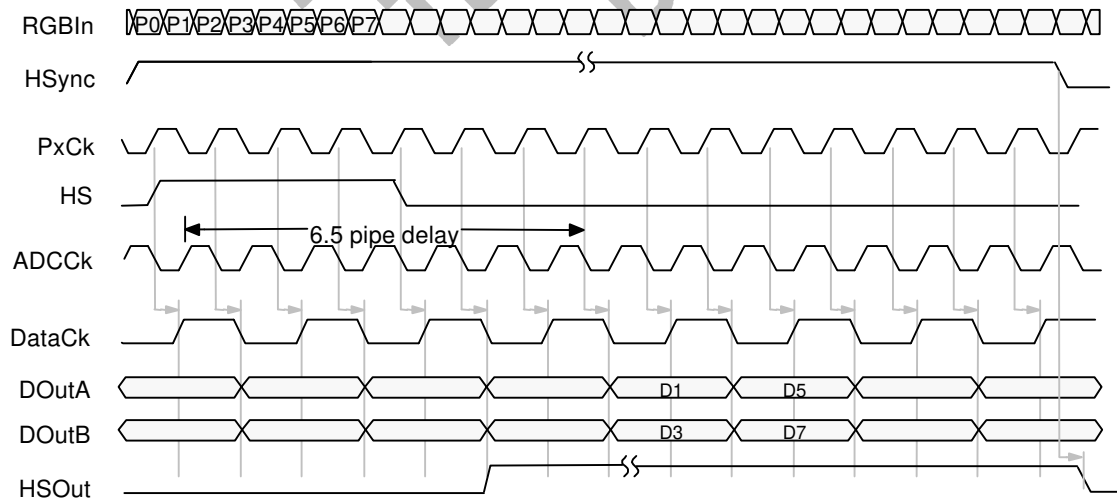 RGBIn P0 P1 P2 P3 P4 P5 P6 P7
HSync
PxCk
HS
6.5 pipe delay
ADCCk
DataCk
DOutA D1 D5
DOutB D3 D7
HSOut